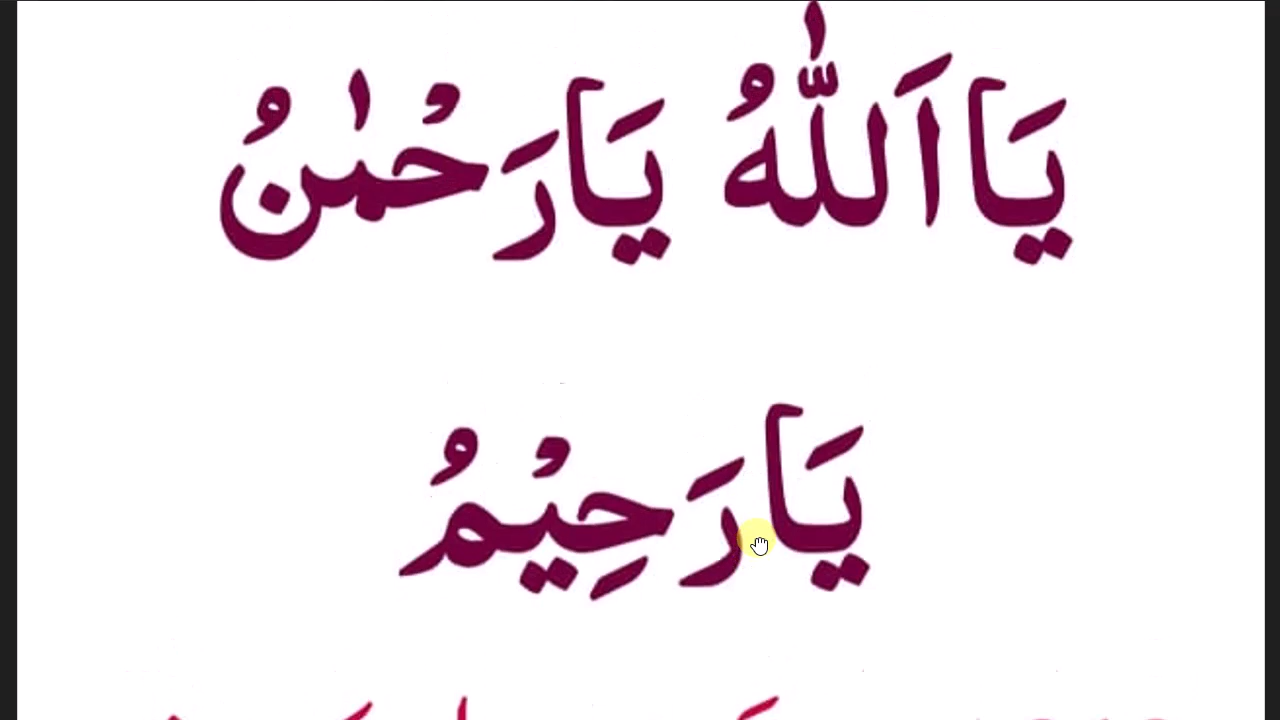 يَا اَللّٰهُ يَا رَحْمٰنُ
يَا رَحِيْمُ